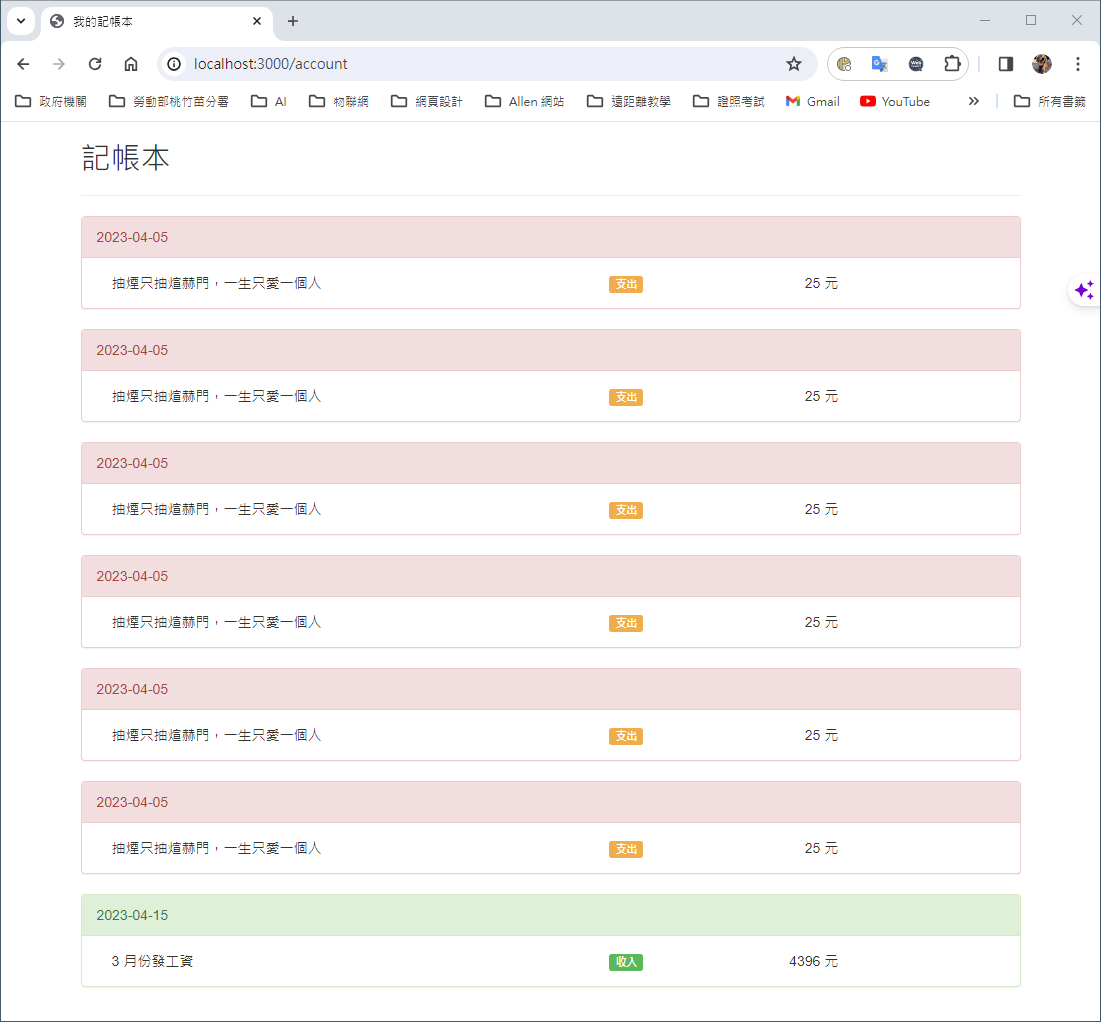 我的記帳本
localhost:3000/account
政府機關 勞動部桃竹苗分署 AI 物聯網 網頁設計 Allen 網站 遠距離教學 證照考試 Gmail YouTube 所有書籤
記帳本
2023-04-05
抽煙只抽煊赫門，一生只愛一個人 支出 25 元
2023-04-05
抽煙只抽煊赫門，一生只愛一個人 支出 25 元
2023-04-05
抽煙只抽煊赫門，一生只愛一個人 支出 25 元
2023-04-05
抽煙只抽煊赫門，一生只愛一個人 支出 25 元
2023-04-05
抽煙只抽煊赫門，一生只愛一個人 支出 25 元
2023-04-05
抽煙只抽煊赫門，一生只愛一個人 支出 25 元
2023-04-15
3 月份發工資 收入 4396 元